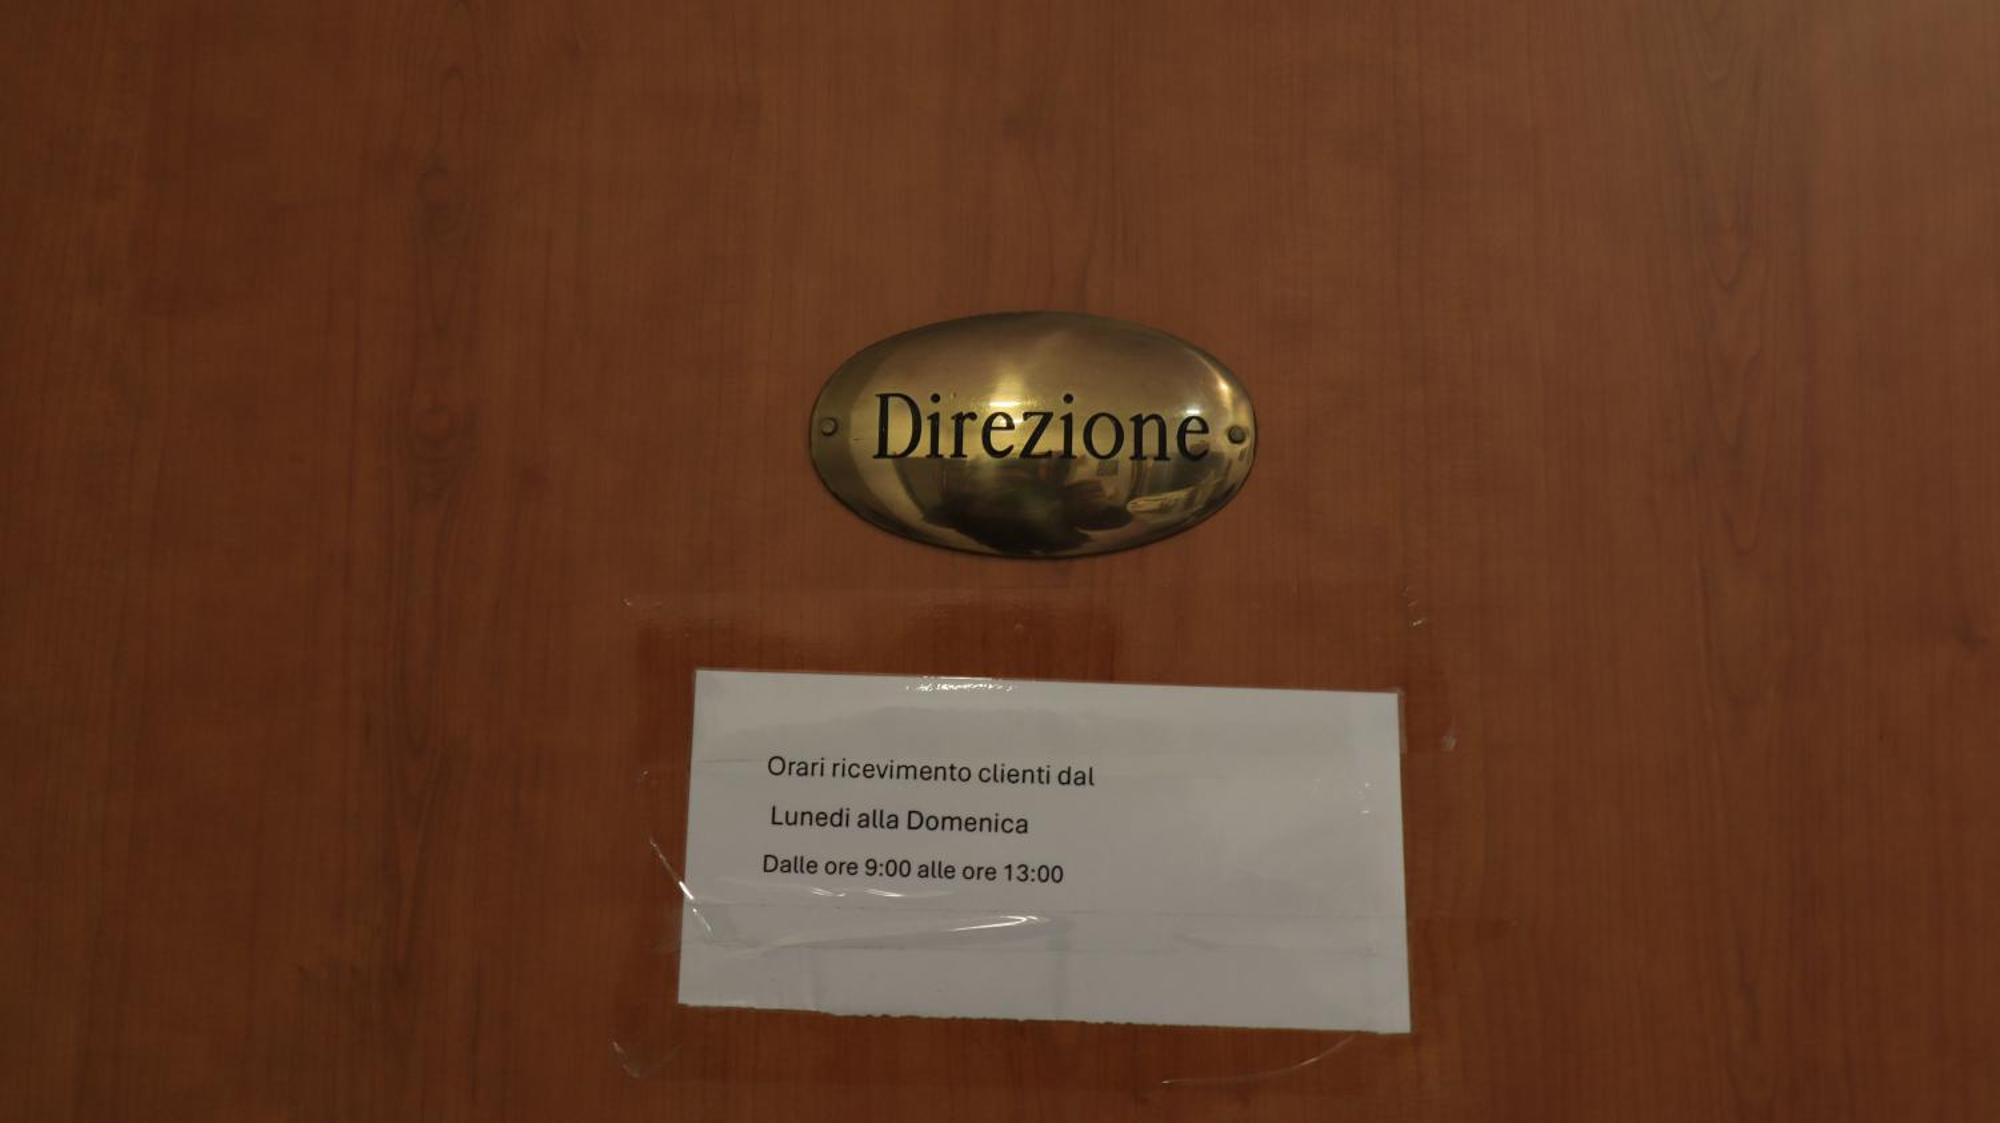 Direzione
Orari ricevimento clienti dal
Lunedi alla Domenica
Dalle ore 9:00 alle ore 13:00